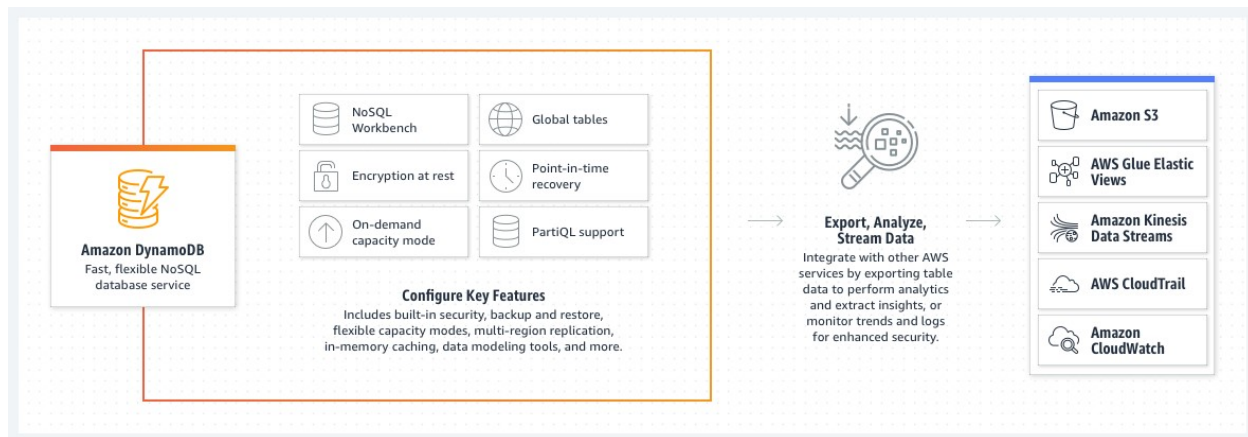 Amazon DynamoDB
Fast, flexible NoSQL
database service
NoSQL
Workbench
Global tables
Encryption at rest
Point-in-time
recovery
On-demand
capacity mode
PartiQL support
Configure Key Features
Includes built-in security, backup and restore,
flexible capacity modes, multi-region replication,
in-memory caching, data modeling tools, and more.
Export, Analyze,
Stream Data
Integrate with other AWS
services by exporting table
data to perform analytics
and extract insights, or
monitor trends and logs
for enhanced security.
Amazon S3
AWS Glue Elastic
Views
Amazon Kinesis
Data Streams
AWS CloudTrail
Amazon
CloudWatch